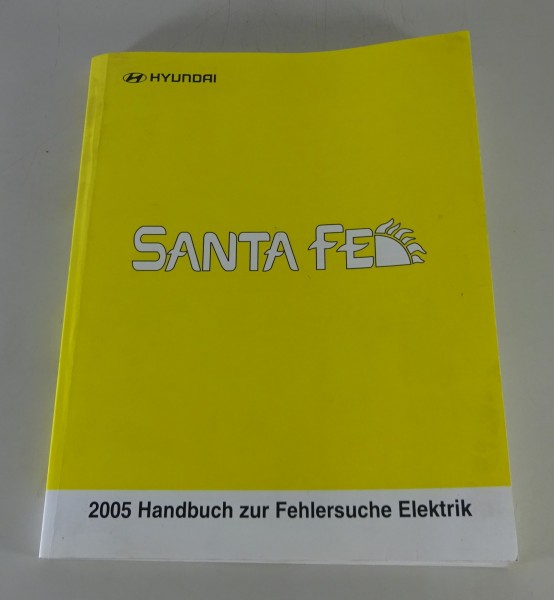 HYUNDAI
SANTA FE
2005 Handbuch zur Fehlersuche Elektrik